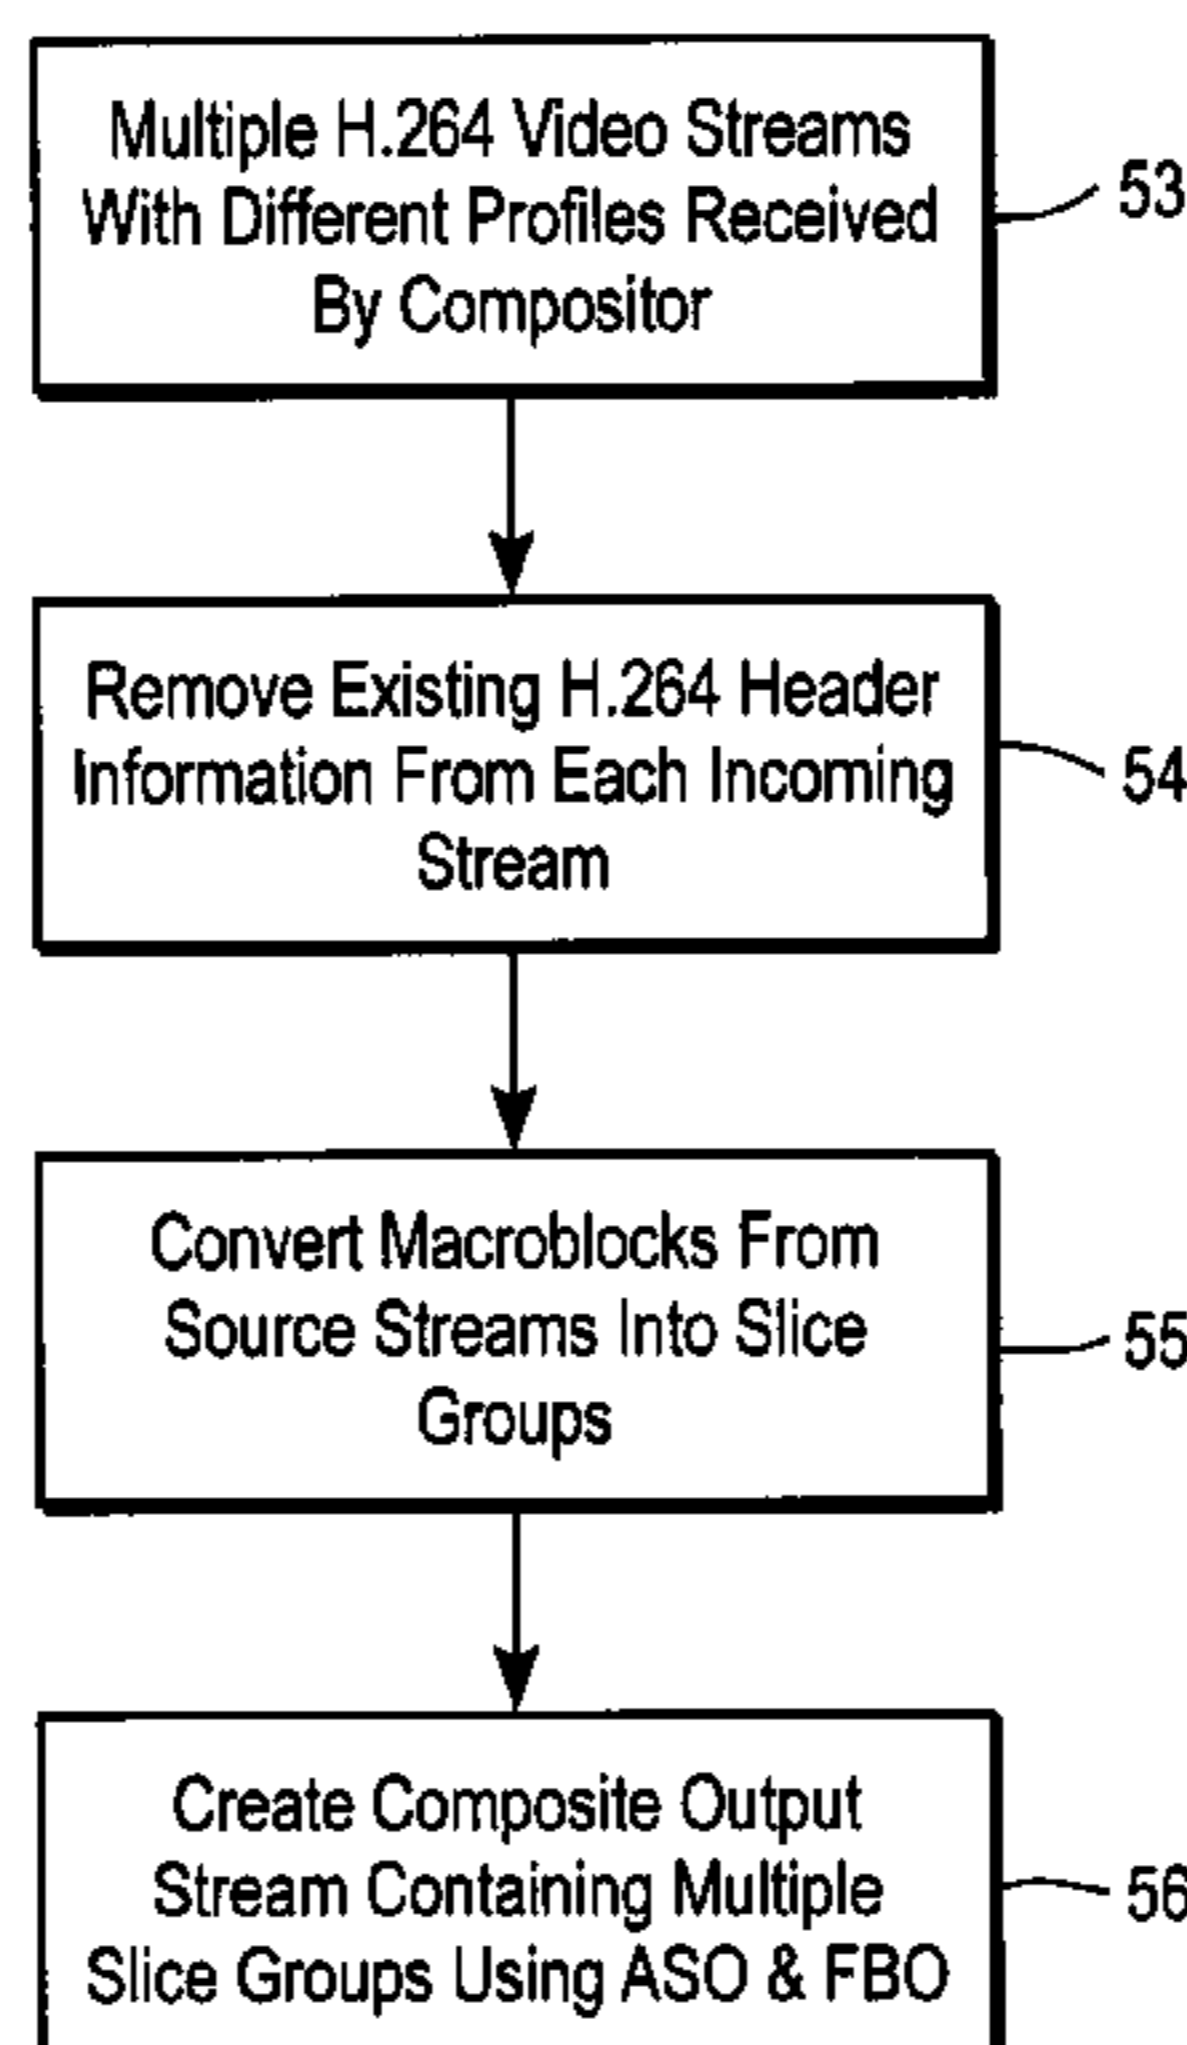 Multiple H.264 Video Streams
With Different Profiles Received
By Compositor
53
Remove Existing H.264 Header
Information From Each Incoming
Stream
54
Convert Macroblocks From
Source Streams Into Slice
Groups
55
Create Composite Output
Stream Containing Multiple
Slice Groups Using ASO & FBO
56